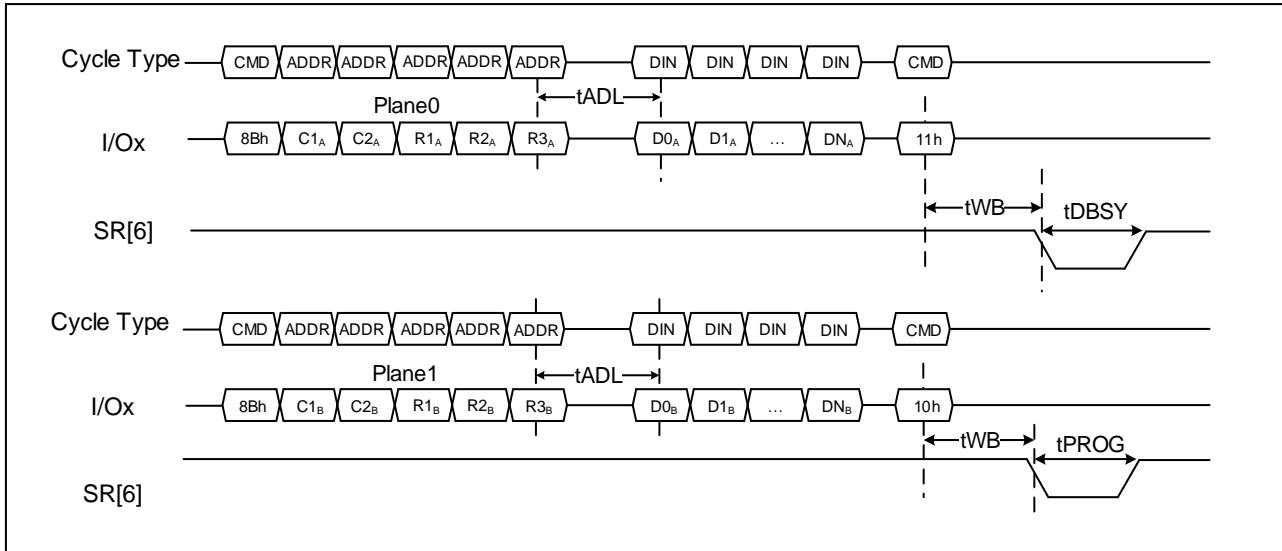 Cycle Type CMD ADDR ADDR ADDR ADDR ADDR DIN DIN DIN DIN CMD
Plane0 tADL
I/Ox 8Bh C1A C2A R1A R2A R3A D0A D1A ... DNA 11h
tWB tDBSY
SR[6]
Cycle Type CMD ADDR ADDR ADDR ADDR ADDR DIN DIN DIN DIN CMD
Plane1 tADL
I/Ox 8Bh C1B C2B R1B R2B R3B D0B D1B ... DNB 10h
tWB tPROG
SR[6]